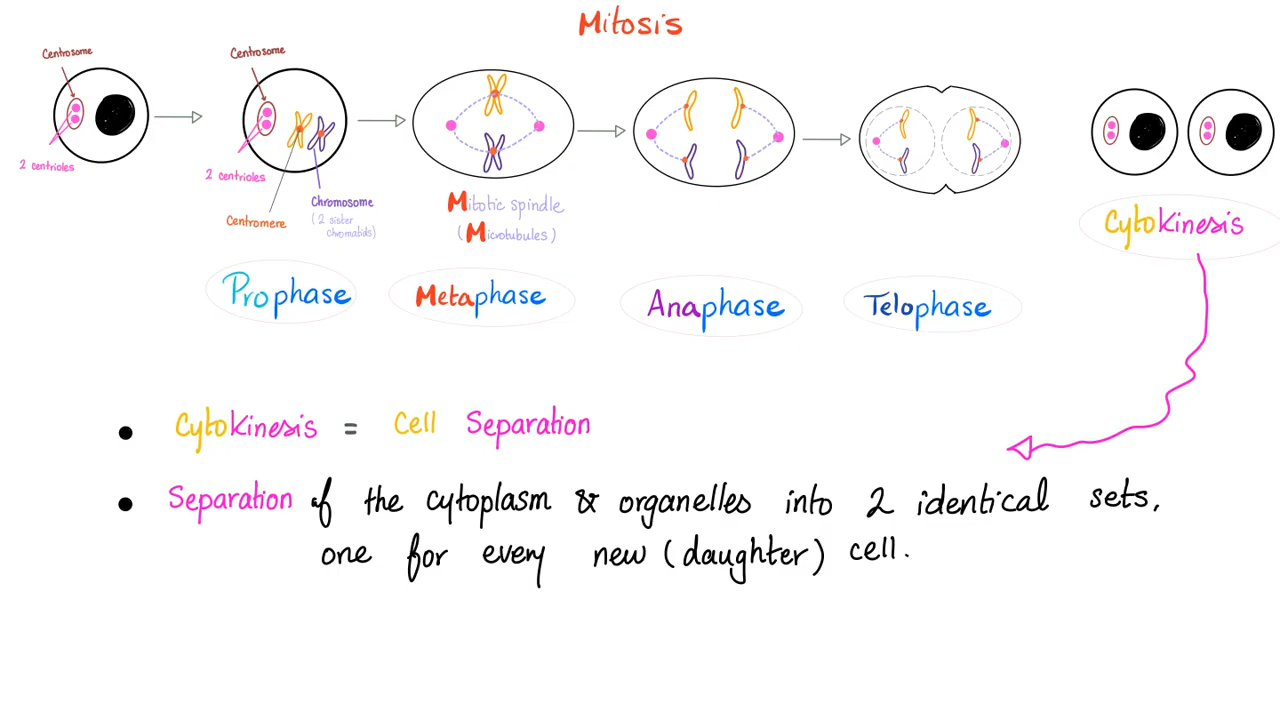 Mitosis
Centrosome
2 centrioles
Centrosome
2 centrioles
Centromere
Chromosome
(2 sister
chromatids)
Mitotic spindle
(Microtubules)
Cytokinesis
Prophase
Metaphase
Anaphase
Telophase
• Cytokinesis = Cell Separation
• Separation of the cytoplasm & organelles into 2 identical sets,
one for every new (daughter) cell.